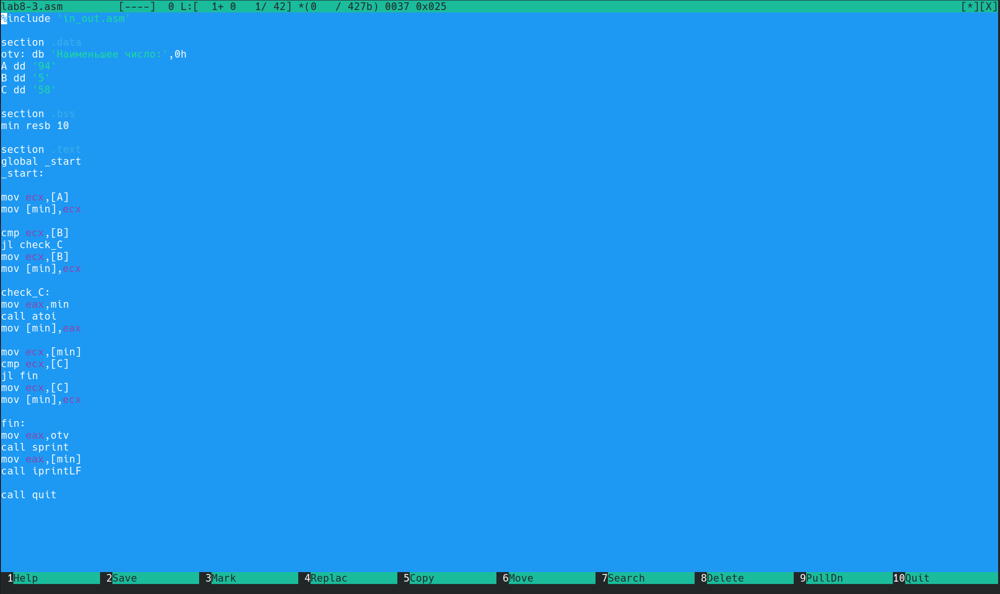 lab8-3.asm [----] 0 L:[ 1+ 0 1/ 42] *(0 / 427b) 0037 0x025 [*][X]
%include 'in_out.asm'
section .data
otv: db 'Наименьшее число:',0h
A dd '94'
B dd '5'
C dd '58'
section .bss
min resb 10
section .text
global _start
_start:
mov ecx,[A]
mov [min],ecx
cmp ecx,[B]
jl check_C
mov ecx,[B]
mov [min],ecx
check_C:
mov eax,min
call atoi
mov [min],eax
mov ecx,[min]
cmp ecx,[C]
jl fin
mov ecx,[C]
mov [min],ecx
fin:
mov eax,otv
call sprint
mov eax,[min]
call iprintLF
call quit
1Help 2Save 3Mark 4Replac 5Copy 6Move 7Search 8Delete 9PullDn 10Quit